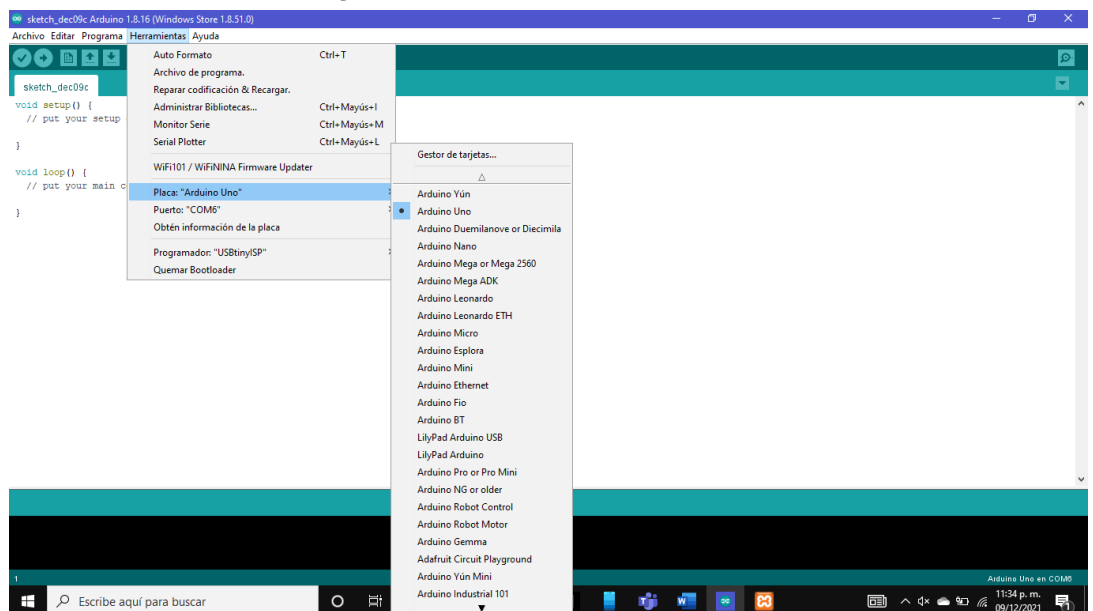 sketch_dec09c Arduino 1.8.16 (Windows Store 1.8.51.0)
Archivo Editar Programa Herramientas Ayuda
sketch_dec09c
void setup() {
// put your setup
}
void loop() {
// put your main c
}
Auto Formato Ctrl+T
Archivo de programa.
Reparar codificación & Recargar.
Administrar Bibliotecas... Ctrl+Mayús+I
Monitor Serie Ctrl+Mayús+M
Serial Plotter Ctrl+Mayús+L
WiFi101 / WiFiNINA Firmware Updater
Placa: "Arduino Uno"
Puerto: "COM6"
Obtén información de la placa
Programador: "USBtinyISP"
Quemar Bootloader
Gestor de tarjetas...
Arduino Yún
Arduino Uno
Arduino Duemilanove or Diecimila
Arduino Nano
Arduino Mega or Mega 2560
Arduino Mega ADK
Arduino Leonardo
Arduino Leonardo ETH
Arduino Micro
Arduino Esplora
Arduino Mini
Arduino Ethernet
Arduino Fio
Arduino BT
LilyPad Arduino USB
LilyPad Arduino
Arduino Pro or Pro Mini
Arduino NG or older
Arduino Robot Control
Arduino Robot Motor
Arduino Gemma
Adafruit Circuit Playground
Arduino Yún Mini
Arduino Industrial 101
1
Arduino Uno en COM6
Escribe aquí para buscar
11:34 p. m.
09/12/2021